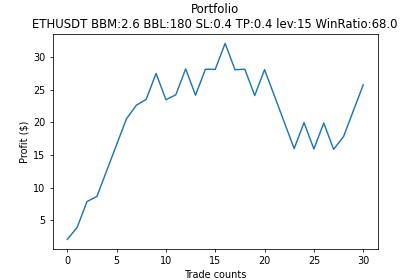 Portfolio
ETHUSDT BBM:2.6 BBL:180 SL:0.4 TP:0.4 lev:15 WinRatio:68.0
30
25
20
15
10
5
Profit ($)
0 5 10 15 20 25 30
Trade counts